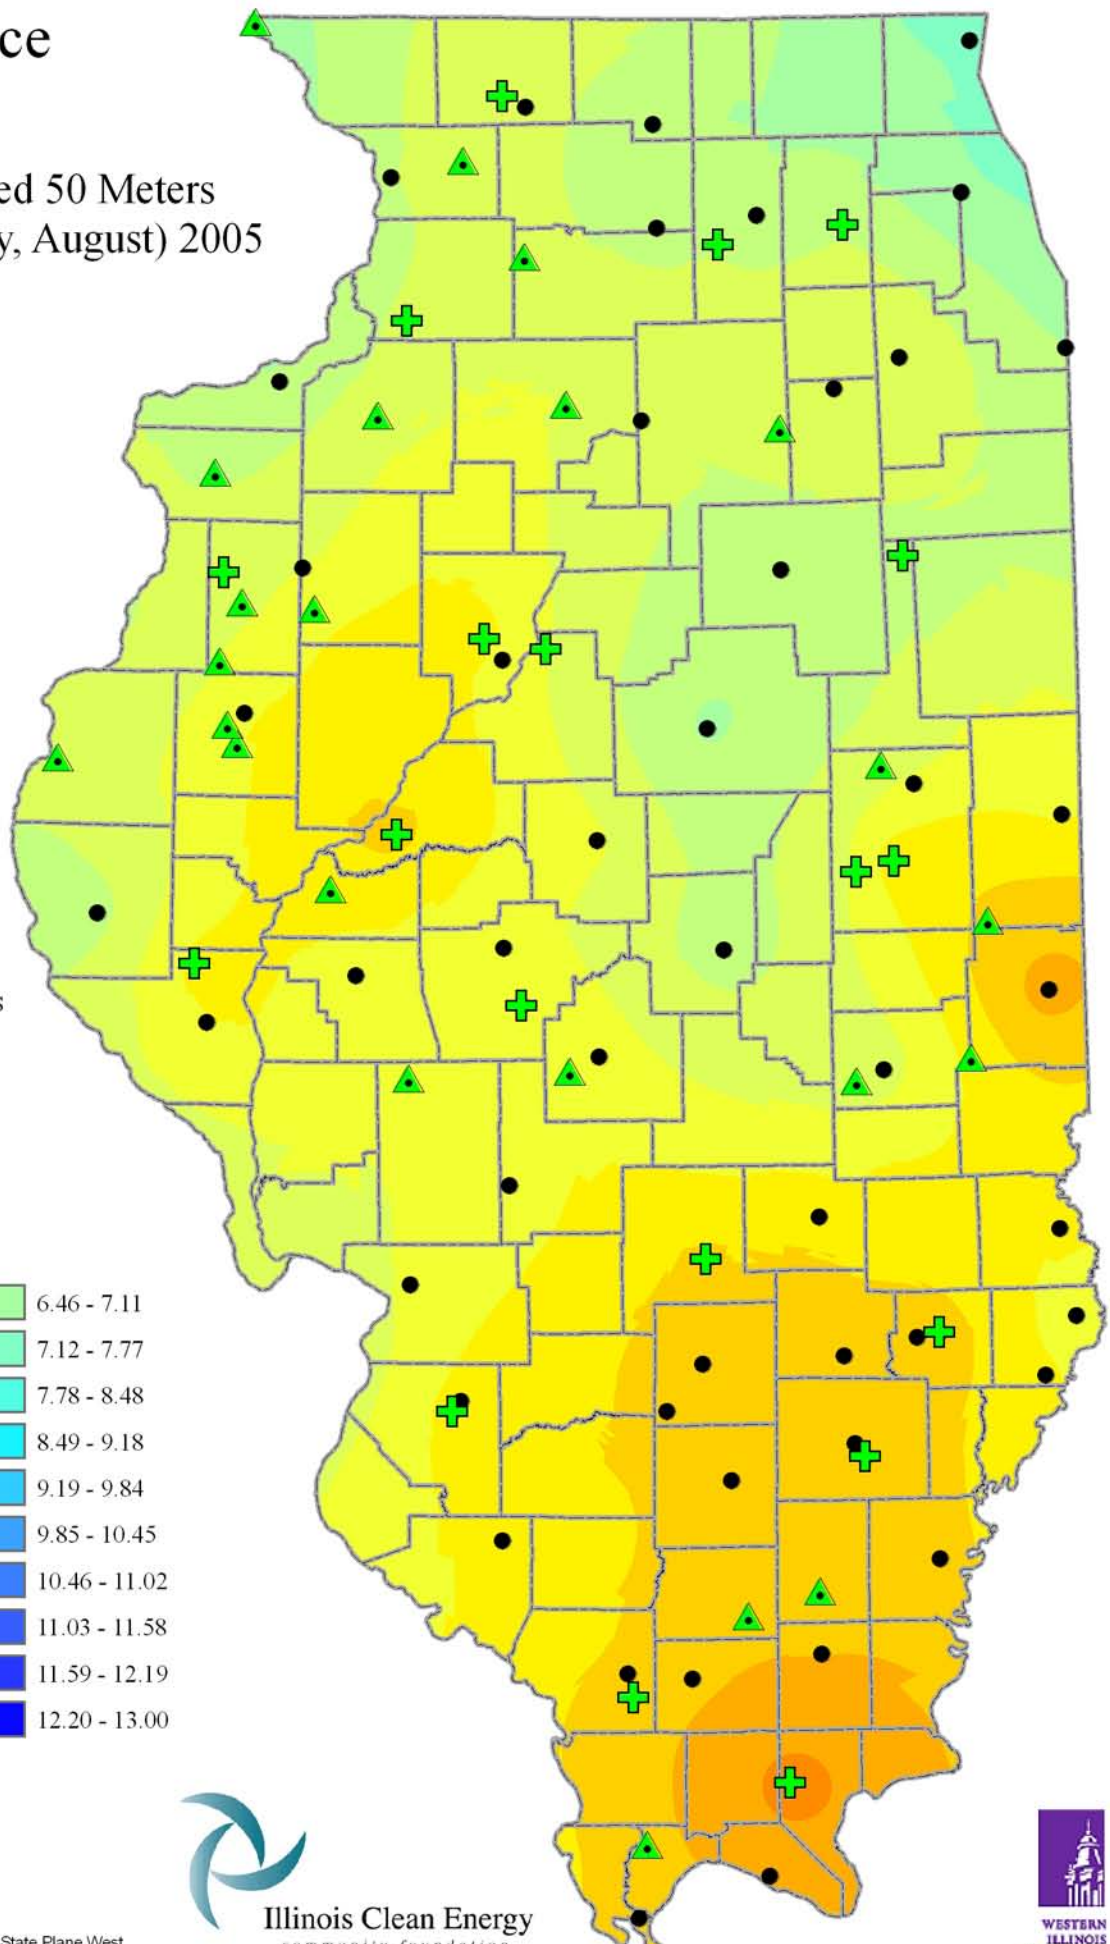 ce
ed 50 Meters
y, August) 2005
s
6.46 - 7.11
7.12 - 7.77
7.78 - 8.48
8.49 - 9.18
9.19 - 9.84
9.85 - 10.45
10.46 - 11.02
11.03 - 11.58
11.59 - 12.19
12.20 - 13.00
Illinois Clean Energy
community foundation
WESTERN
ILLINOIS
State Plane West